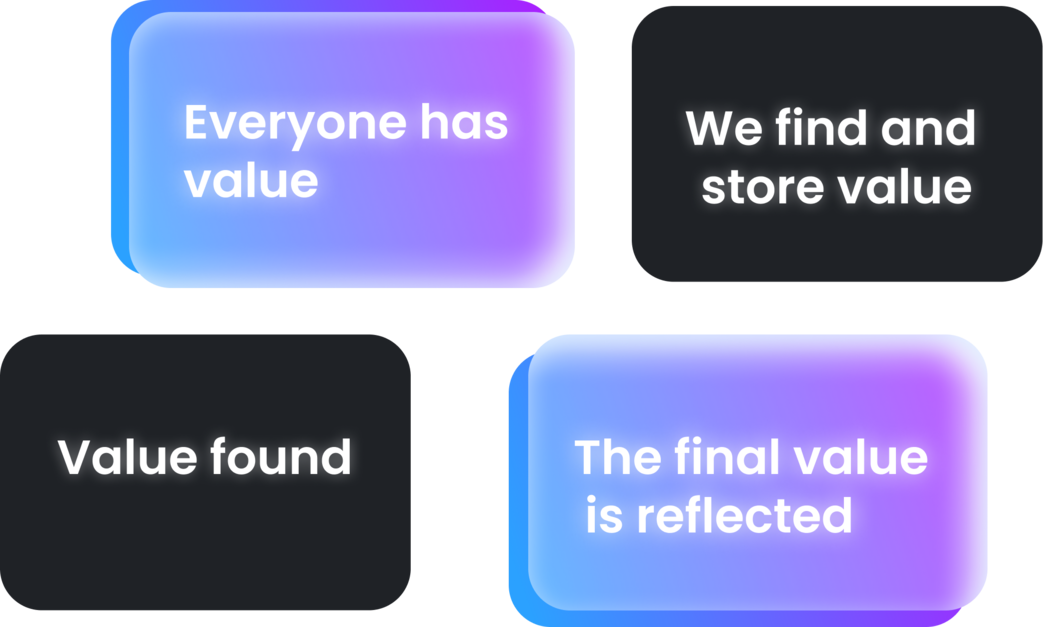 Everyone has
value
We find and
store value
Value found
The final value
is reflected